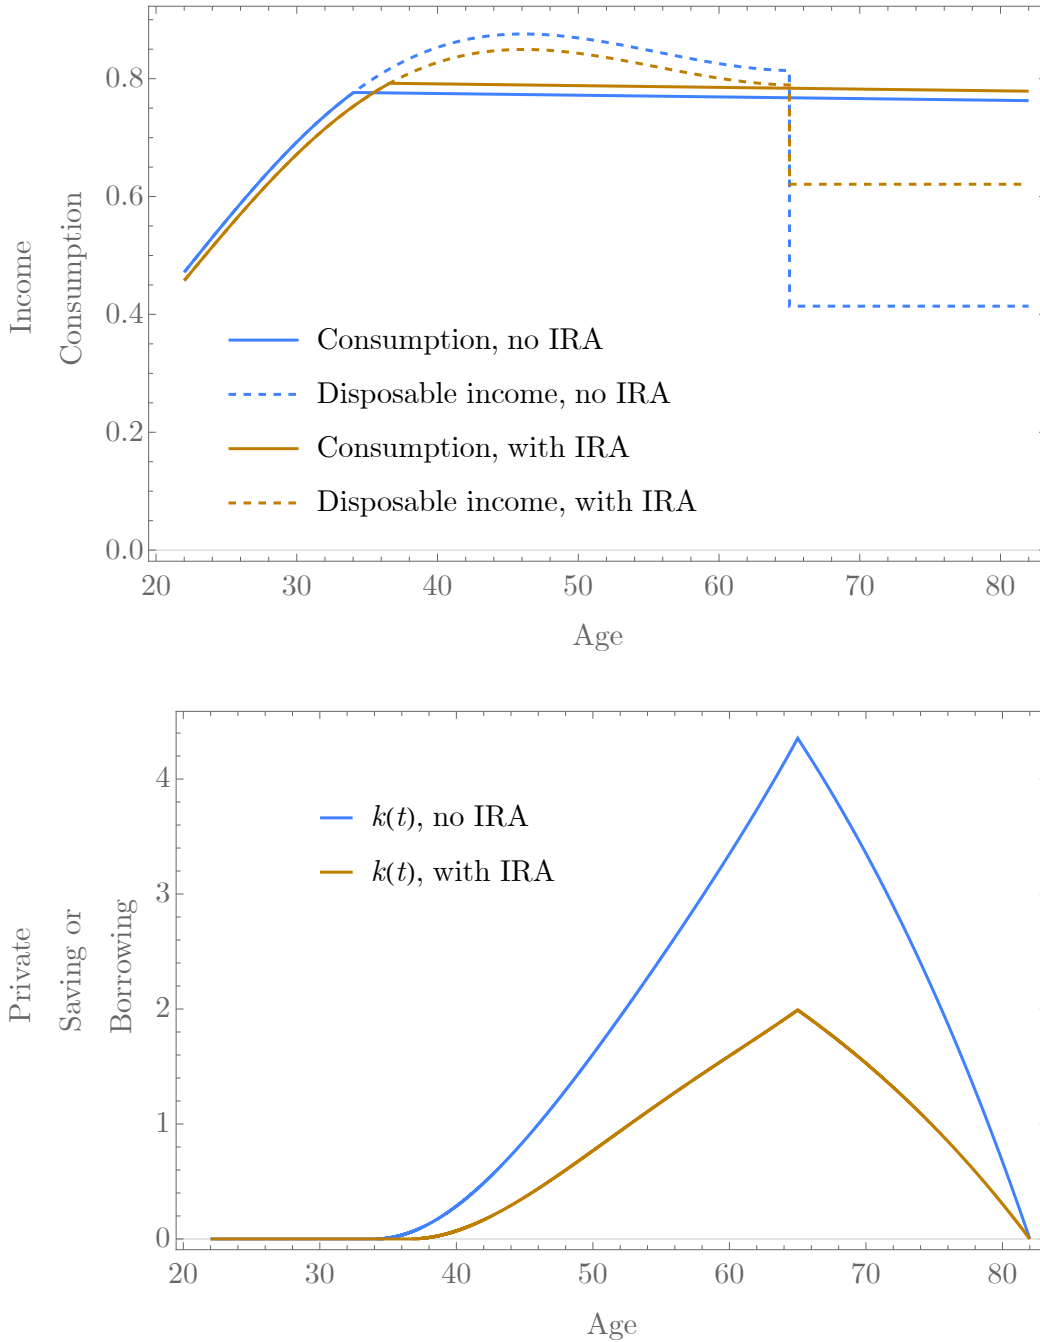 Income
Consumption
0.8
0.6
0.4
0.2
0.0
Consumption, no IRA
Disposable income, no IRA
Consumption, with IRA
Disposable income, with IRA
20 30 40 50 60 70 80
Age
Private
Saving or
Borrowing
4
3
2
1
0
k(t), no IRA
k(t), with IRA
20 30 40 50 60 70 80
Age